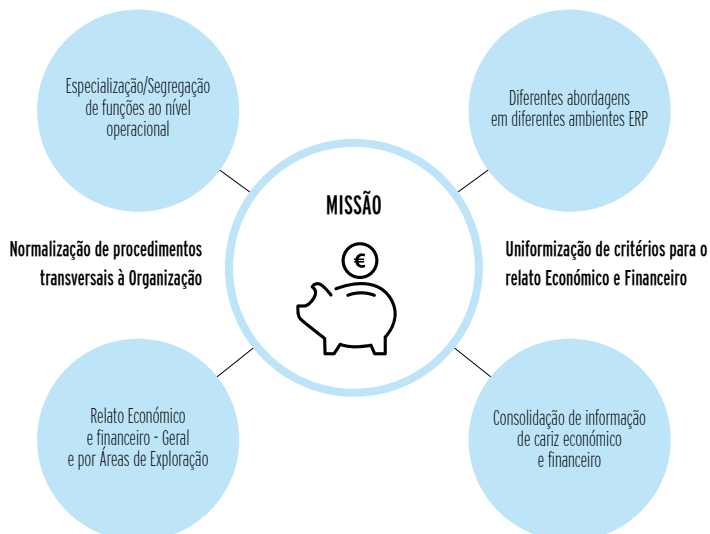 Especialização/Segregação
de funções ao nível
operacional
Diferentes abordagens
em diferentes ambientes ERP
MISSÃO
€
Normalização de procedimentos
transversais à Organização
Uniformização de critérios para o
relato Económico e Financeiro
Relato Económico
e financeiro - Geral
e por Áreas de Exploração
Consolidação de informação
de cariz económico
e financeiro